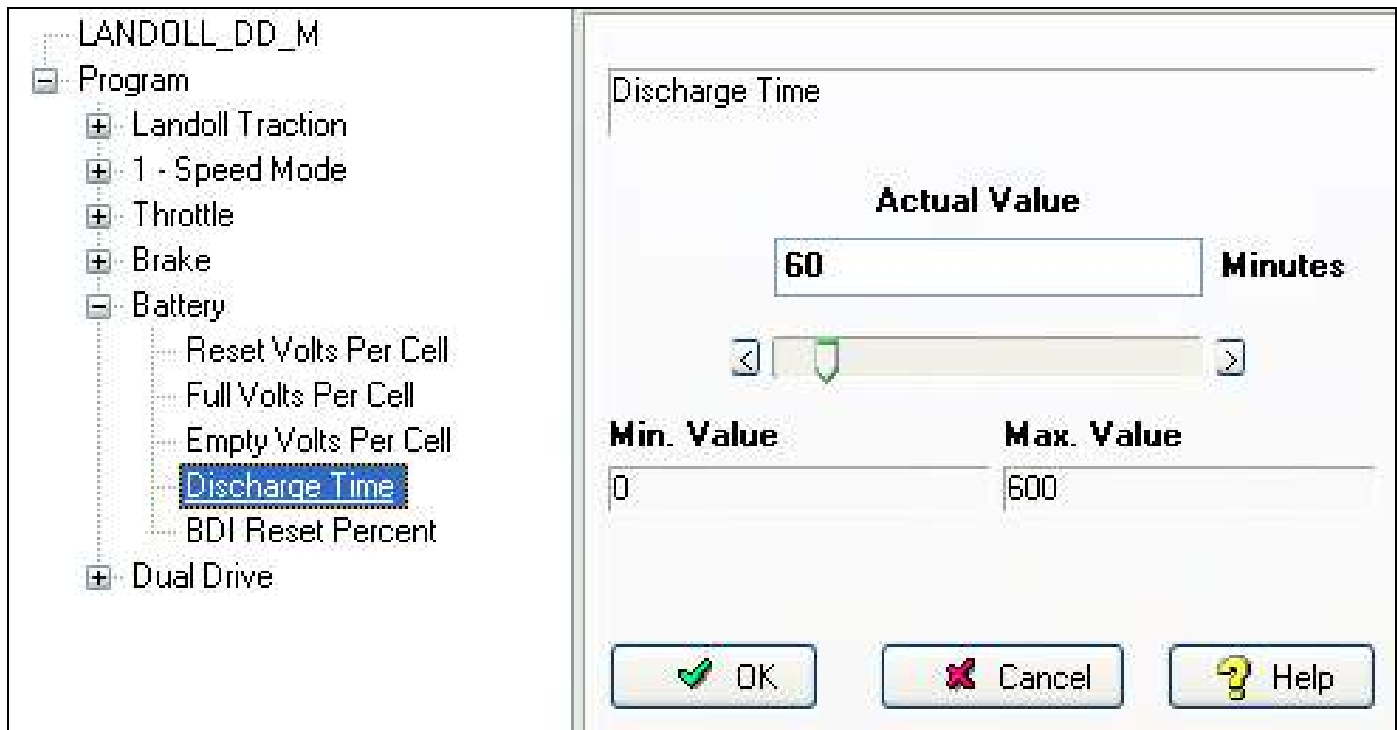 LANDOLL_DD_M
Program
Landoll Traction
1 - Speed Mode
Throttle
Brake
Battery
Reset Volts Per Cell
Full Volts Per Cell
Empty Volts Per Cell
Discharge Time
BDI Reset Percent
Dual Drive
Discharge Time
Actual Value
60 Minutes
Min. Value Max. Value
0 600
OK Cancel Help